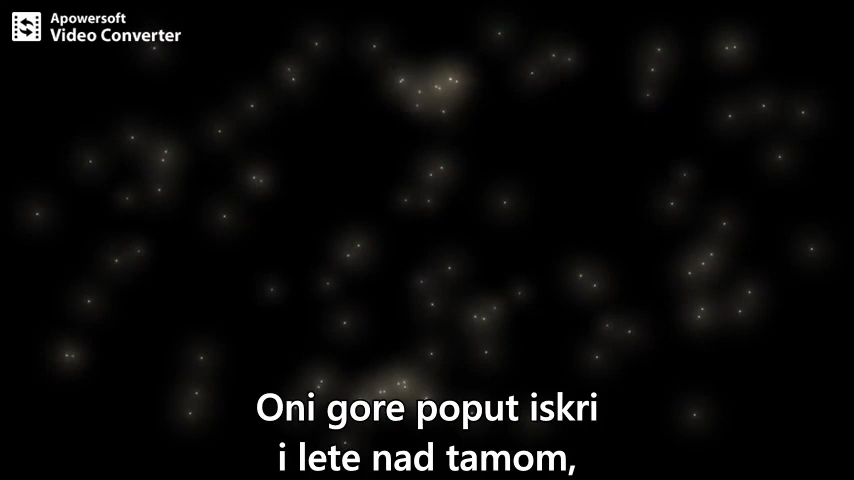 Apowersoft
Video Converter
Oni gore poput iskri
i lete nad tamom,